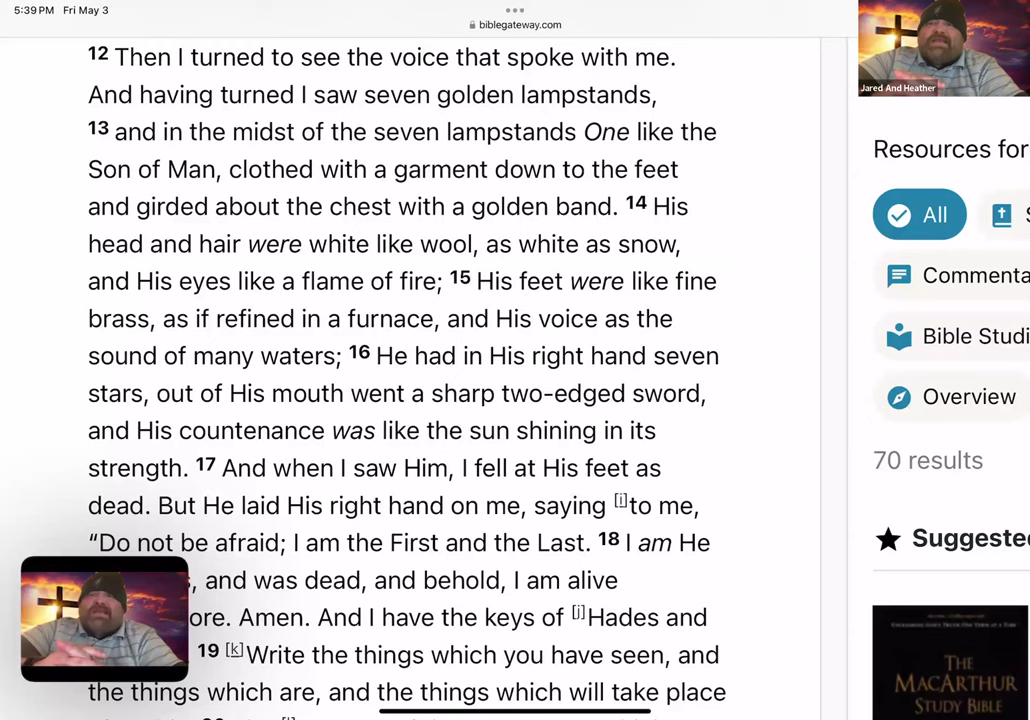 5:39 PM Fri May 3
biblegateway.com
12 Then I turned to see the voice that spoke with me.
And having turned I saw seven golden lampstands,
13 and in the midst of the seven lampstands One like the
Son of Man, clothed with a garment down to the feet
and girded about the chest with a golden band. 14 His
head and hair were white like wool, as white as snow,
and His eyes like a flame of fire; 15 His feet were like fine
brass, as if refined in a furnace, and His voice as the
sound of many waters; 16 He had in His right hand seven
stars, out of His mouth went a sharp two-edged sword,
and His countenance was like the sun shining in its
strength. 17 And when I saw Him, I fell at His feet as
dead. But He laid His right hand on me, saying [i]to me,
“Do not be afraid; I am the First and the Last. 18 I am He
, and was dead, and behold, I am alive
ore. Amen. And I have the keys of [j]Hades and
19 [k]Write the things which you have seen, and
the things which are, and the things which will take place
Jared And Heather
Resources for
All
S
Commenta
Bible Studi
Overview
70 results
Suggeste
THE
MACARTHUR
STUDY BIBLE